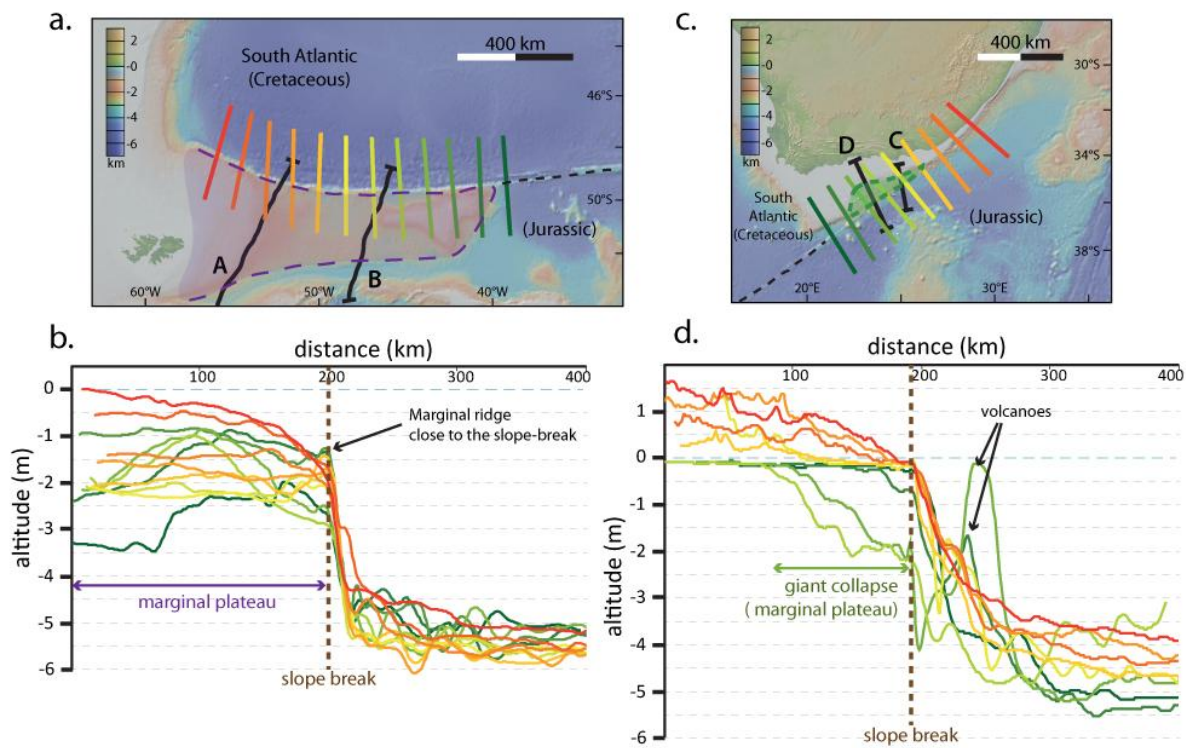 a.
2
-0
-2
-4
-6
km
South Atlantic
(Cretaceous)
400 km
46°S
50°S
(Jurassic)
A
B
60°W
50°W
40°W
c.
2
-0
-2
-4
-6
km
400 km
30°S
34°S
38°S
D
C
South
Atlantic
(Cretaceous)
(Jurassic)
20°E
30°E
b.
distance (km)
100
200
300
400
0
-1
-2
-3
-4
-5
-6
altitude (m)
Marginal ridge
close to the slope-break
marginal plateau
slope break
d.
distance (km)
100
200
300
400
1
0
-1
-2
-3
-4
-5
-6
altitude (m)
volcanoes
giant collapse
( marginal plateau)
slope break